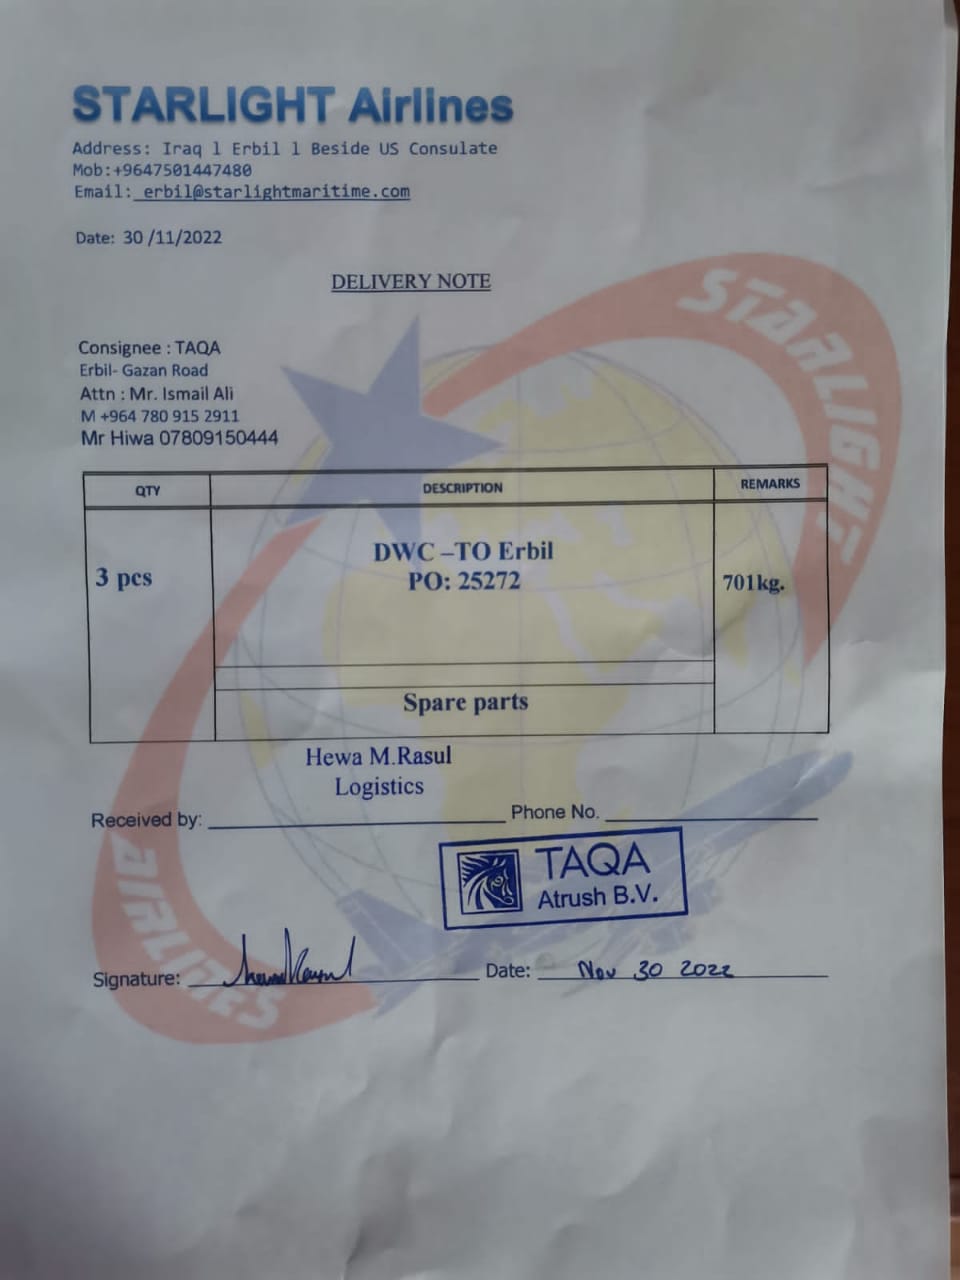 STARLIGHT Airlines
Address: Iraq l Erbil l Beside US Consulate
Mob:+9647501447480
Email: erbil@starlightmaritime.com
Date: 30 /11/2022
DELIVERY NOTE
STARLIGHT
Consignee : TAQA
Erbil- Gazan Road
Attn : Mr. Ismail Ali
M +964 780 915 2911
Mr Hiwa 07809150444
QTY DESCRIPTION REMARKS
DWC –TO Erbil
3 pcs PO: 25272 701kg.
Spare parts
Hewa M.Rasul
Logistics
Received by: Phone No.
TAQA
Atrush B.V.
AIRLINES
Signature: Date: Nov 30 2022